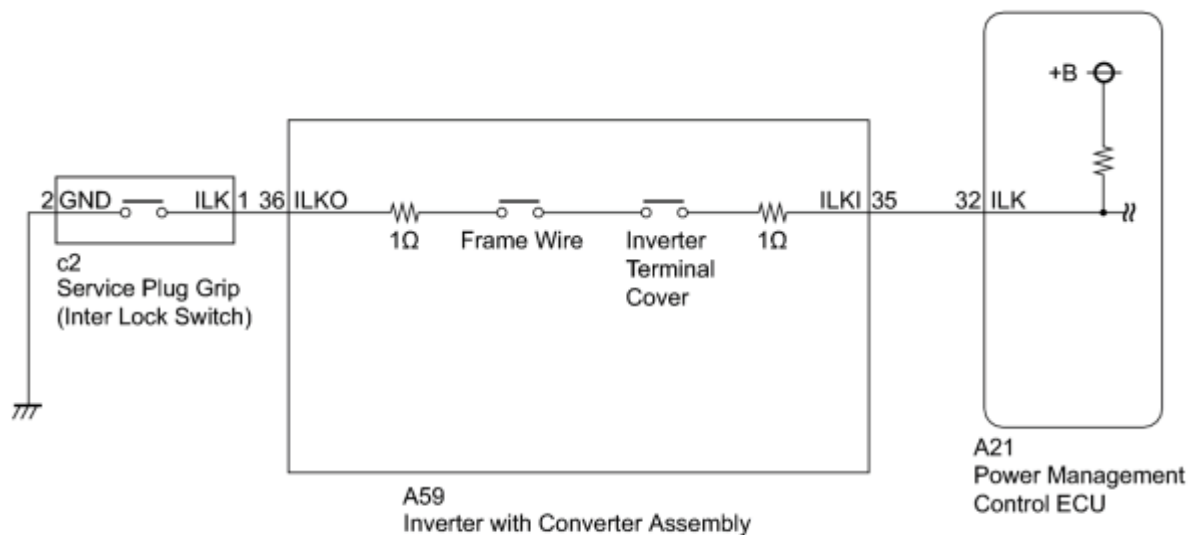 +B
2 GND ILK 1 36 ILKO ILKI 35 32 ILK
1Ω Frame Wire Inverter Terminal Cover 1Ω
c2
Service Plug Grip
(Inter Lock Switch)
A59
Inverter with Converter Assembly
A21
Power Management
Control ECU